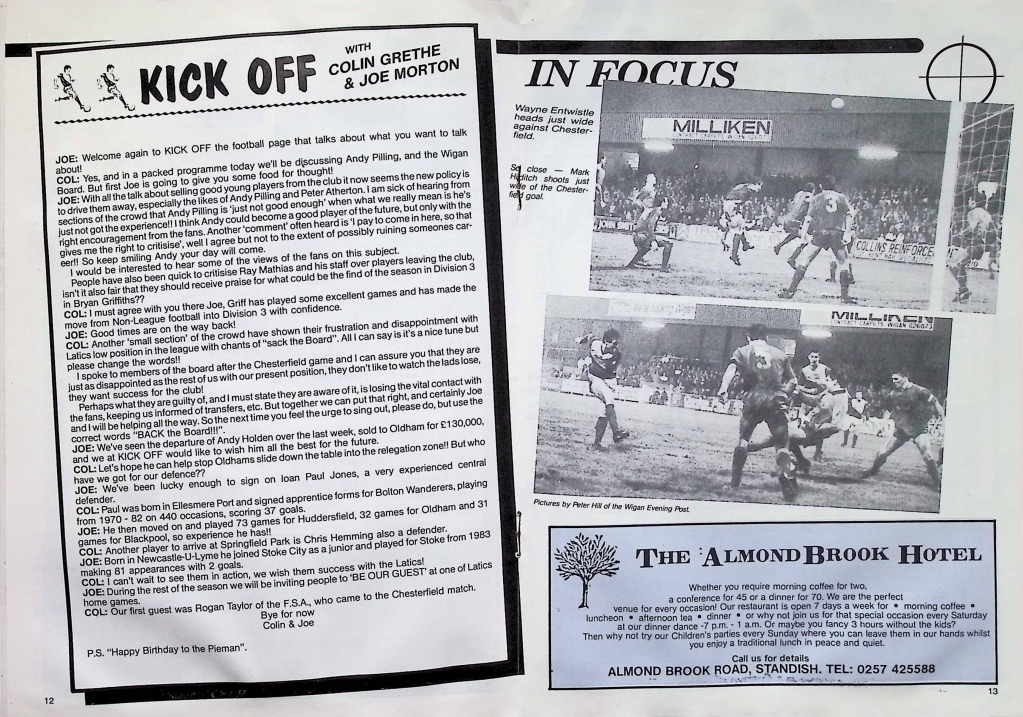 KICK OFF
WITH
COLIN GRETHE
& JOE MORTON
JOE: Welcome again to KICK OFF the football page that talks about what you want to talk
about!
COL: Yes, and in a packed programme today we'll be discussing Andy Pilling, and the Wigan
Board. But first Joe is going to give you some food for thought!
JOE: With all the talk about selling good young players from the club it now seems the new policy is
to drive them away, especially the likes of Andy Pilling and Peter Atherton. I am sick of hearing from
sections of the crowd that Andy Pilling is 'just not good enough' when what we really mean is he's
just not got the experience!! I think Andy could become a good player of the future, but only with the
right encouragement from the fans. Another 'comment' often heard is 'I pay to come in here, so that
gives me the right to critisise', well I agree but not to the extent of possibly ruining someones car-
eer!! So keep smiling Andy your day will come.
I would be interested to hear some of the views of the fans on this subject.
People have also been quick to critisise Ray Mathias and his staff over players leaving the club,
isn't it also fair that they should receive praise for what could be the find of the season in Division 3
in Bryan Griffiths??
COL: I must agree with you there Joe, Griff has played some excellent games and has made the
move from Non-League football into Division 3 with confidence.
JOE: Good times are on the way back!
COL: Another 'small section' of the crowd have shown their frustration and disappointment with
Latics low position in the league with chants of "sack the Board". All I can say is it's a nice tune but
please change the words!!
I spoke to members of the board after the Chesterfield game and I can assure you that they are
just as disappointed as the rest of us with our present position, they don't like to watch the lads lose,
they want success for the club!
Perhaps what they are guilty of, and I must state they are aware of it, is losing the vital contact with
the fans, keeping us informed of transfers, etc. But together we can put that right, and certainly Joe
and I will be helping all the way. So the next time you feel the urge to sing out, please do, but use the
correct words "BACK the Board!!!".
JOE: We've seen the departure of Andy Holden over the last week, sold to Oldham for £130,000,
and we at KICK OFF would like to wish him all the best for the future.
COL: Let's hope he can help stop Oldhams slide down the table into the relegation zone!! But who
have we got for our defence??
JOE: We've been lucky enough to sign on loan Paul Jones, a very experienced central
defender.
COL: Paul was born in Ellesmere Port and signed apprentice forms for Bolton Wanderers, playing
from 1970 - 82 on 440 occasions, scoring 37 goals.
JOE: He then moved on and played 73 games for Huddersfield, 32 games for Oldham and 31
games for Blackpool, so experience he has!!
COL: Another player to arrive at Springfield Park is Chris Hemming also a defender.
JOE: Born in Newcastle-U-Lyme he joined Stoke City as a junior and played for Stoke from 1983
making 81 appearances with 2 goals.
COL: I can't wait to see them in action, we wish them success with the Latics!
JOE: During the rest of the season we will be inviting people to 'BE OUR GUEST' at one of Latics
home games.
COL: Our first guest was Rogan Taylor of the F.S.A., who came to the Chesterfield match.
Bye for now
Colin & Joe
P.S. "Happy Birthday to the Pieman".
12
IN FOCUS
Wayne Entwistle
heads just wide
against Chester-
field.
So close — Mark
Hilditch shoots just
wide of the Chester-
field goal.
MILLIKEN
CONTRACT CARPETS WIGAN
JOHN SMITH
COLLINS REINFORCE
3
MILLIKEN
CONTRACT CARPETS WIGAN 826073
3
Pictures by Peter Hill of the Wigan Evening Post.
THE ALMOND BROOK HOTEL
Whether you require morning coffee for two,
a conference for 45 or a dinner for 70. We are the perfect
venue for every occasion! Our restaurant is open 7 days a week for • morning coffee •
luncheon • afternoon tea • dinner • or why not join us for that special occasion every Saturday
at our dinner dance -7 p.m. - 1 a.m. Or maybe you fancy 3 hours without the kids?
Then why not try our Children's parties every Sunday where you can leave them in our hands whilst
you enjoy a traditional lunch in peace and quiet.
Call us for details
ALMOND BROOK ROAD, STANDISH. TEL: 0257 425588
13